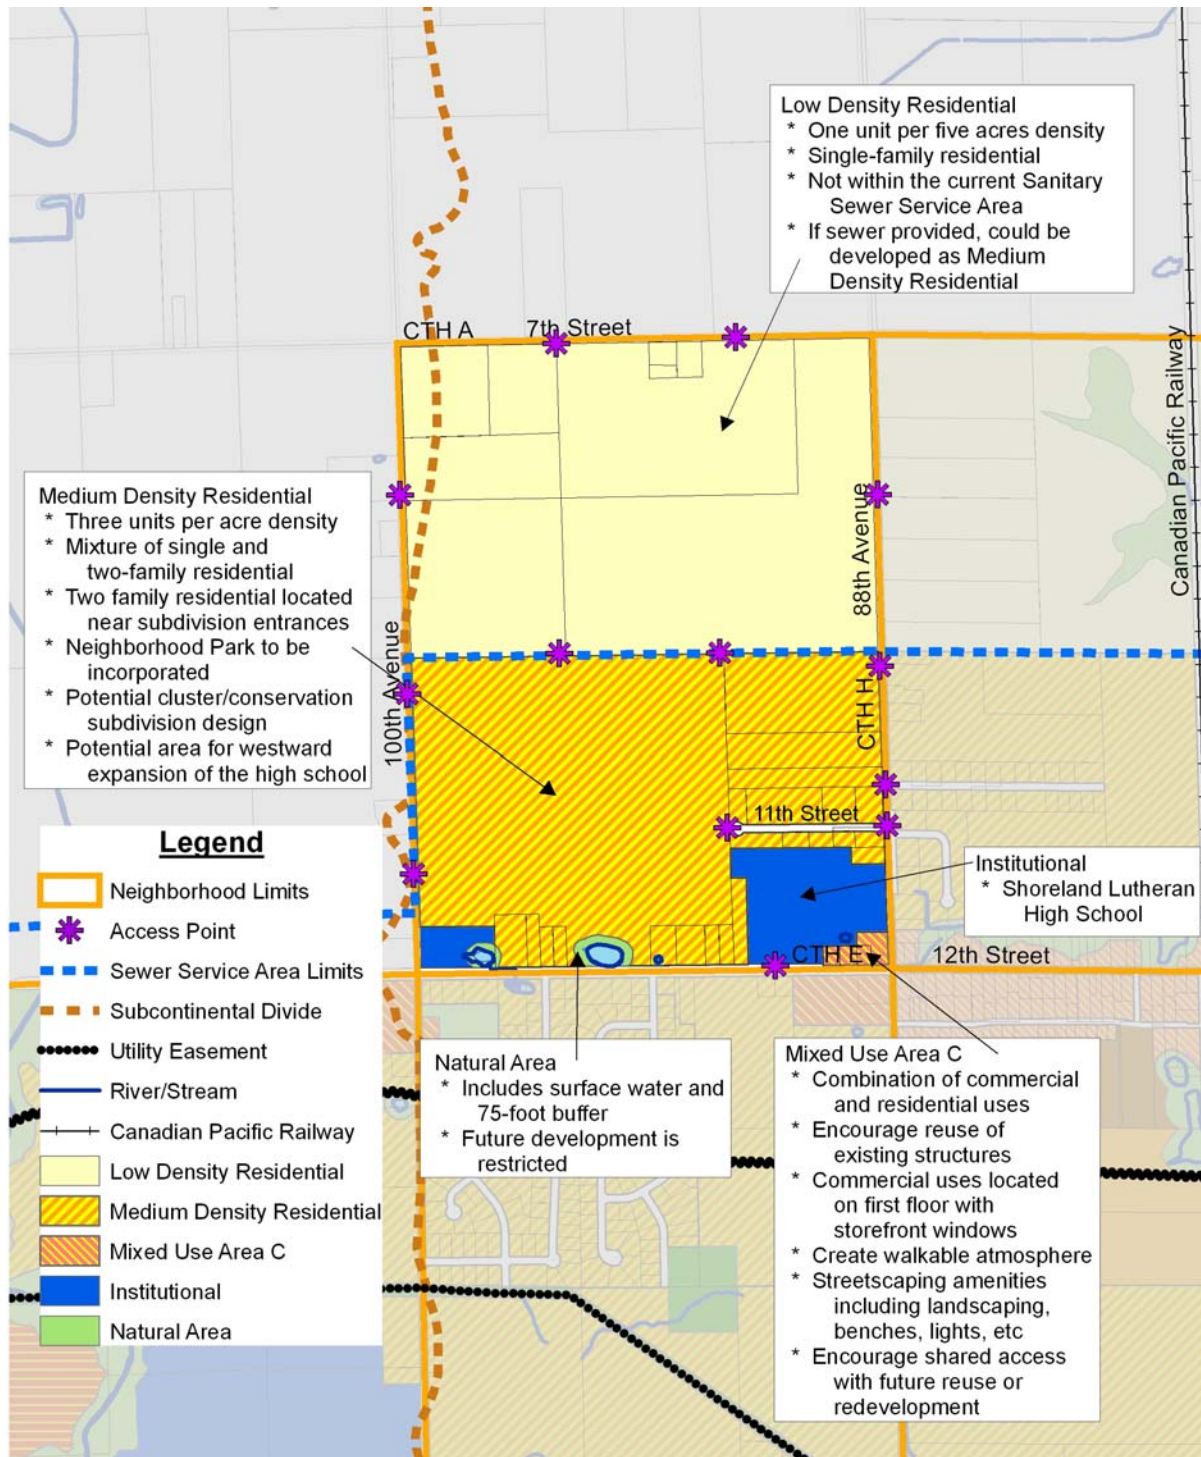 Low Density Residential
* One unit per five acres density
* Single-family residential
* Not within the current Sanitary
Sewer Service Area
* If sewer provided, could be
developed as Medium
Density Residential
CTH A
7th Street
Canadian Pacific Railway
Medium Density Residential
* Three units per acre density
* Mixture of single and
two-family residential
* Two family residential located
near subdivision entrances
* Neighborhood Park to be
incorporated
* Potential cluster/conservation
subdivision design
* Potential area for westward
expansion of the high school
100th Avenue
88th Avenue
CTH H
11th Street
Institutional
* Shoreland Lutheran
High School
CTH E
12th Street
Legend
Neighborhood Limits
Access Point
Sewer Service Area Limits
Subcontinental Divide
Utility Easement
River/Stream
Canadian Pacific Railway
Low Density Residential
Medium Density Residential
Mixed Use Area C
Institutional
Natural Area
Natural Area
* Includes surface water and
75-foot buffer
* Future development is
restricted
Mixed Use Area C
* Combination of commercial
and residential uses
* Encourage reuse of
existing structures
* Commercial uses located
on first floor with
storefront windows
* Create walkable atmosphere
* Streetscaping amenities
including landscaping,
benches, lights, etc
* Encourage shared access
with future reuse or
redevelopment